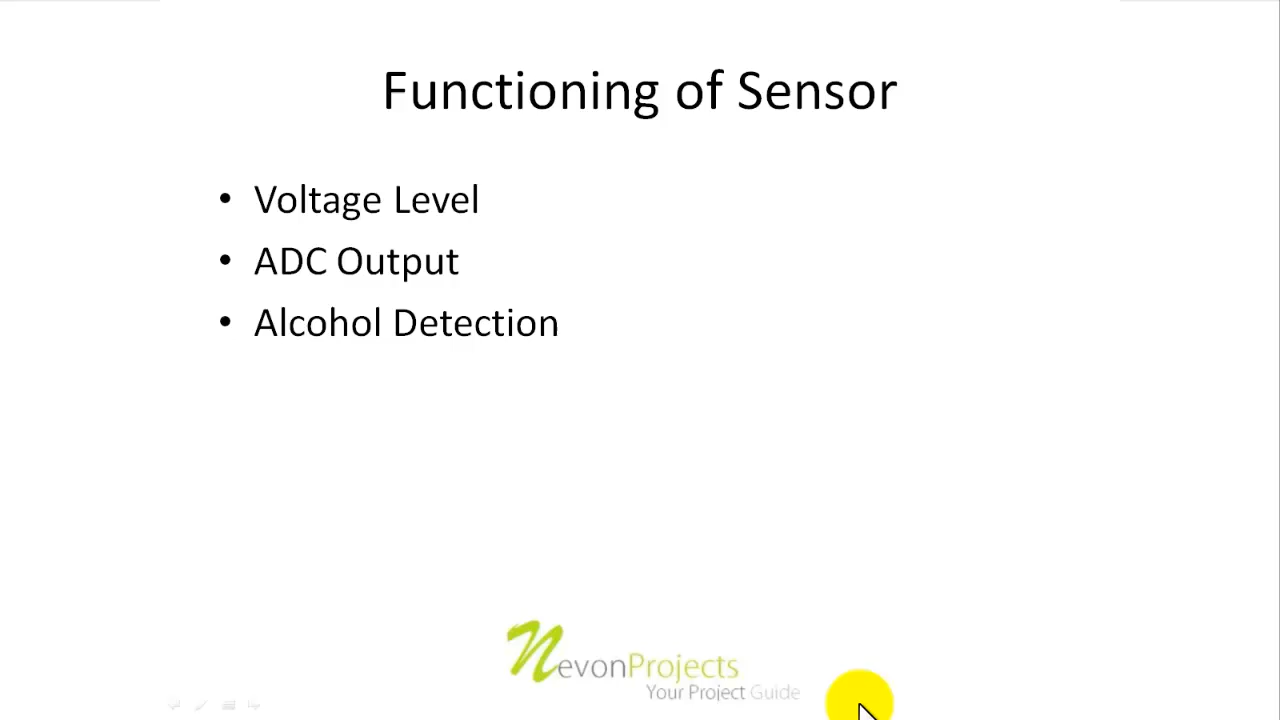 Functioning of Sensor
• Voltage Level
• ADC Output
• Alcohol Detection
NevonProjects
Your Project Guide